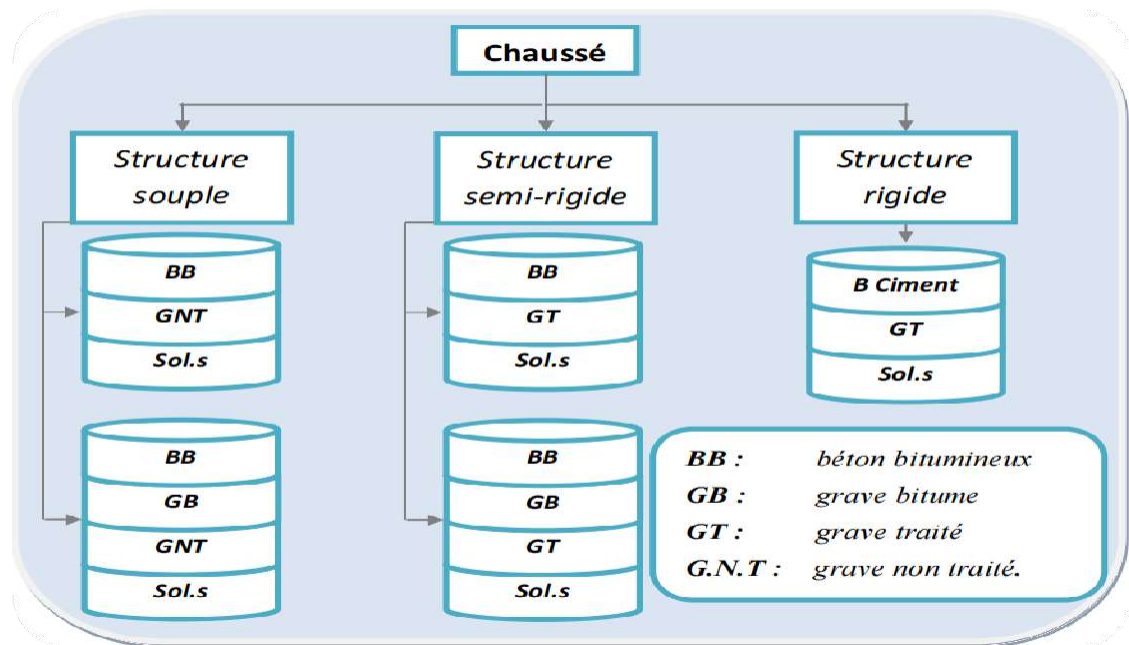 Chaussé
Structure
souple
Structure
semi-rigide
Structure
rigide
BB
GNT
Sol.s
BB
GB
GNT
Sol.s
BB
GT
Sol.s
BB
GB
GT
Sol.s
B Ciment
GT
Sol.s
BB : béton bitumineux
GB : grave bitume
GT : grave traité
G.N.T : grave non traité.